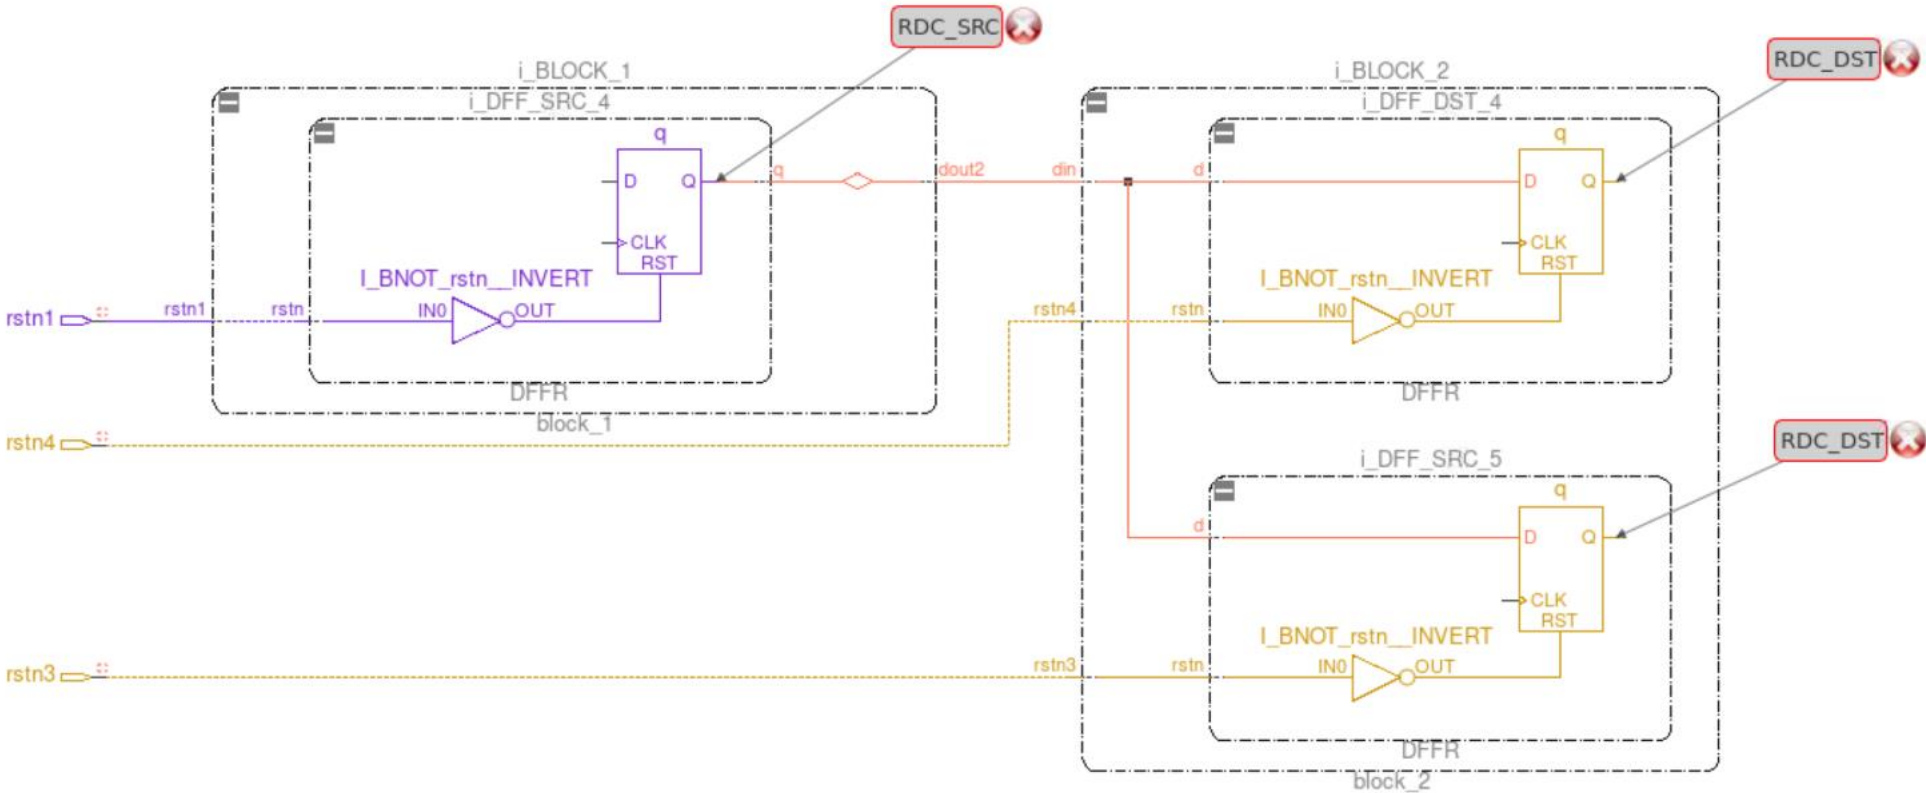 RDC_SRC
RDC_DST
i_BLOCK_1
i_BLOCK_2
i_DFF_SRC_4
i_DFF_DST_4
q
q
D Q
q
dout2
din
d
D Q
CLK
CLK
RST
RST
I_BNOT_rstn__INVERT
I_BNOT_rstn__INVERT
rstn1
rstn1
rstn
IN0
OUT
rstn4
rstn
IN0
OUT
DFFR
DFFR
block_1
rstn4
RDC_DST
i_DFF_SRC_5
q
d
D Q
CLK
RST
I_BNOT_rstn__INVERT
rstn3
rstn3
rstn
IN0
OUT
DFFR
block_2